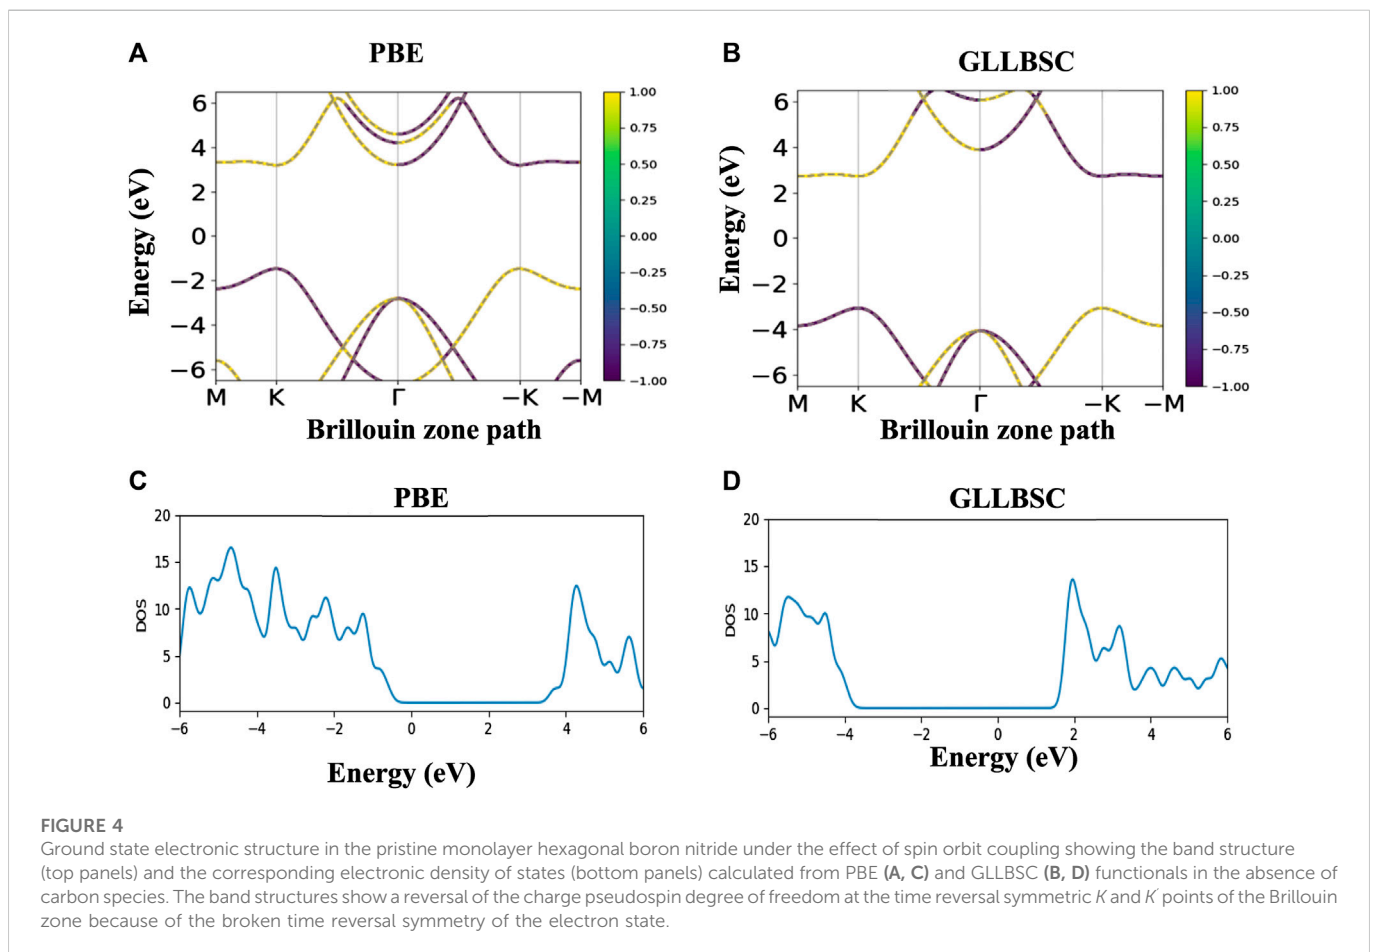 A
PBE
6
4
2
0
−2
−4
−6
Energy (eV)
M K Γ −K −M
Brillouin zone path
1.00
0.75
0.50
0.25
0.00
−0.25
−0.50
−0.75
−1.00
B
GLLBSC
6
4
2
0
−2
−4
−6
Energy (eV)
M K Γ −K −M
Brillouin zone path
1.00
0.75
0.50
0.25
0.00
−0.25
−0.50
−0.75
−1.00
C
PBE
20
15
10
5
0
DOS
−6 −4 −2 0 2 4 6
Energy (eV)
D
GLLBSC
20
15
10
5
0
DOS
−6 −4 −2 0 2 4 6
Energy (eV)
FIGURE 4
Ground state electronic structure in the pristine monolayer hexagonal boron nitride under the effect of spin orbit coupling showing the band structure
(top panels) and the corresponding electronic density of states (bottom panels) calculated from PBE (A, C) and GLLBSC (B, D) functionals in the absence of
carbon species. The band structures show a reversal of the charge pseudospin degree of freedom at the time reversal symmetric K and K′ points of the Brillouin
zone because of the broken time reversal symmetry of the electron state.